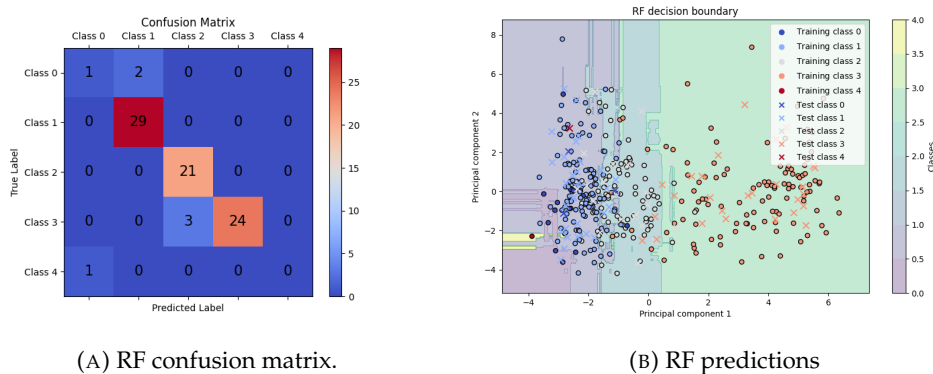 Confusion Matrix
Class 0 Class 1 Class 2 Class 3 Class 4
Class 0 1 2 0 0 0
Class 1 0 29 0 0 0
Class 2 0 0 21 0 0
Class 3 0 0 3 24 0
Class 4 1 0 0 0 0
True Label
Predicted Label
24
20
16
12
8
4
0
(A) RF confusion matrix.
RF decision boundary
Principal component 2
8
6
4
2
0
−2
−4
−4 −2 0 2 4 6
Principal component 1
Training class 0
Training class 1
Training class 2
Training class 3
Training class 4
Test class 0
Test class 1
Test class 2
Test class 3
Test class 4
4.0
3.5
3.0
2.5
2.0
1.5
1.0
0.5
0.0
Classes
(B) RF predictions